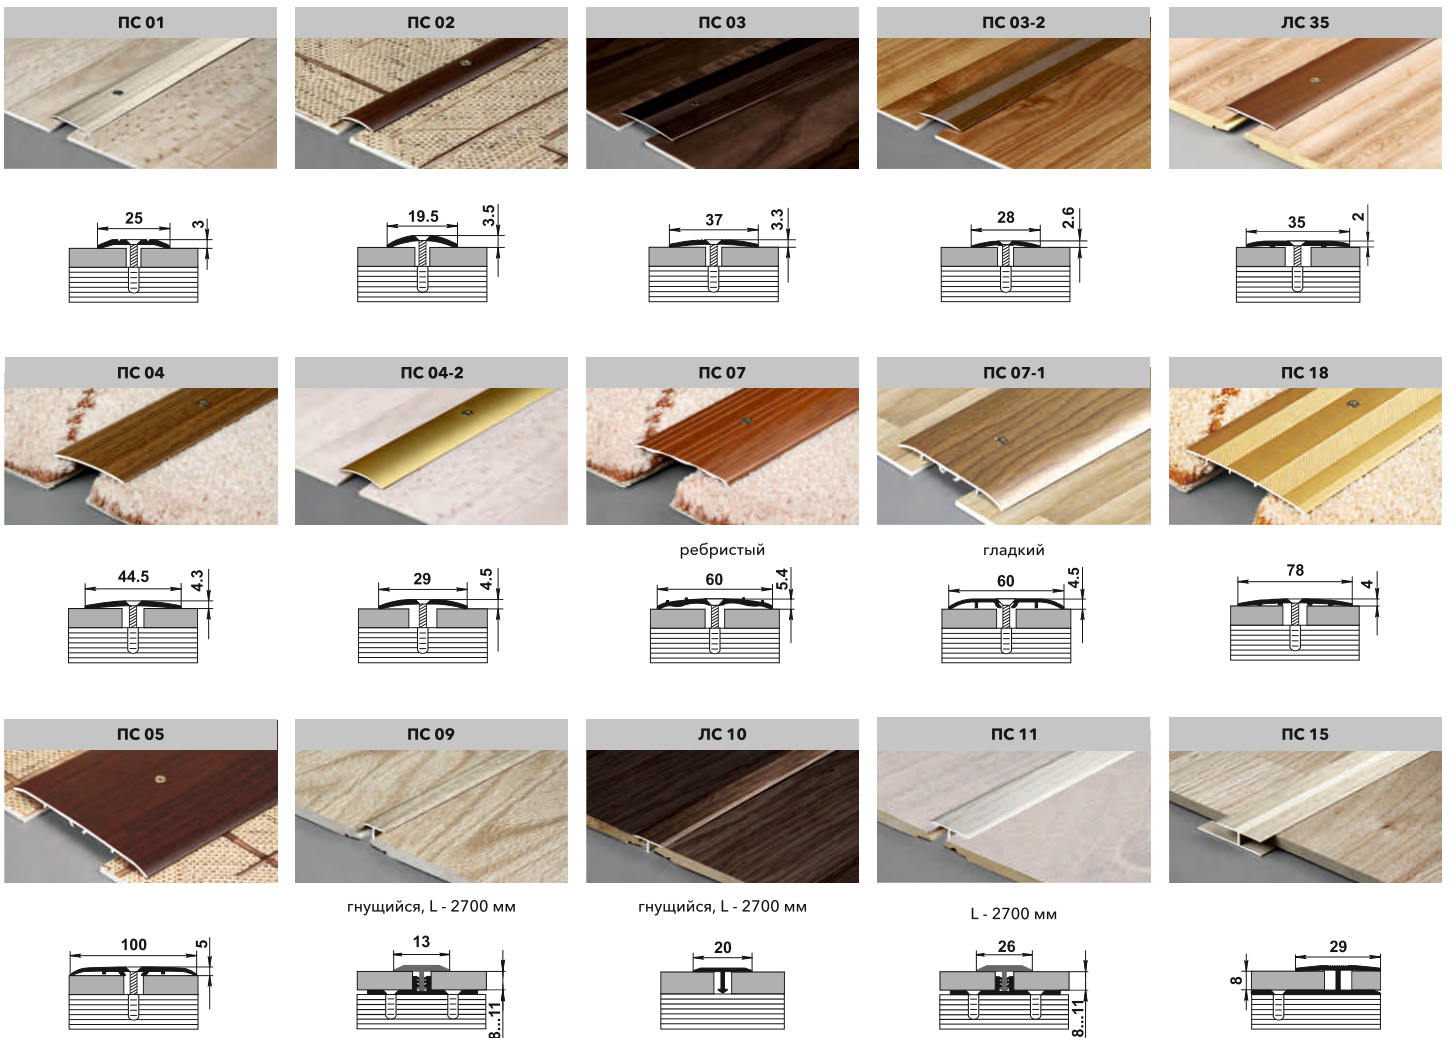 ПС 01 ПС 02 ПС 03 ПС 03-2 ЛС 35
25 3 19.5 3.5 37 3.3 28 2.6 35 2
ПС 04 ПС 04-2 ПС 07 ПС 07-1 ПС 18
ребристый гладкий
44.5 4.3 29 4.5 60 5.4 60 4.5 78 4
ПС 05 ПС 09 ЛС 10 ПС 11 ПС 15
гнущийся, L - 2700 мм гнущийся, L - 2700 мм L - 2700 мм
100 5 13 8...11 20 26 8...11 29 8